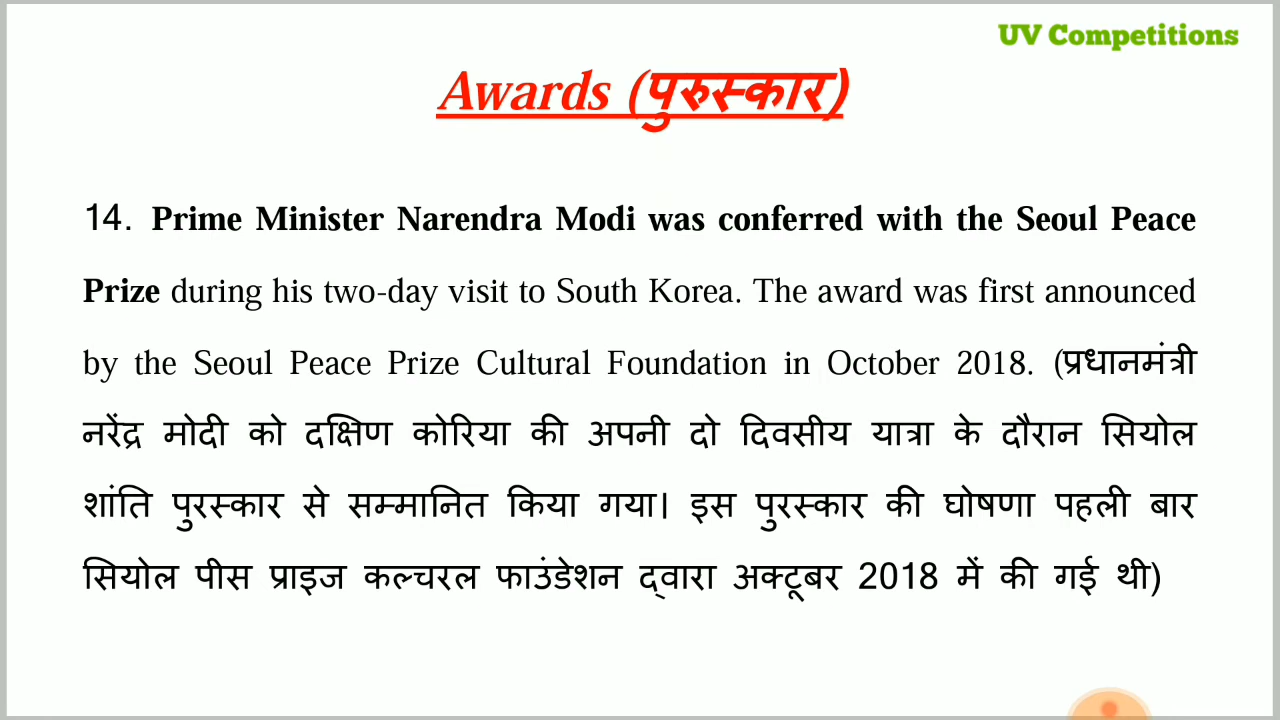 UV Competitions
Awards (पुरुस्कार)
14. Prime Minister Narendra Modi was conferred with the Seoul Peace
Prize during his two-day visit to South Korea. The award was first announced
by the Seoul Peace Prize Cultural Foundation in October 2018. (प्रधानमंत्री
नरेंद्र मोदी को दक्षिण कोरिया की अपनी दो दिवसीय यात्रा के दौरान सियोल
शांति पुरस्कार से सम्मानित किया गया। इस पुरस्कार की घोषणा पहली बार
सियोल पीस प्राइज कल्चरल फाउंडेशन द्वारा अक्टूबर 2018 में की गई थी)